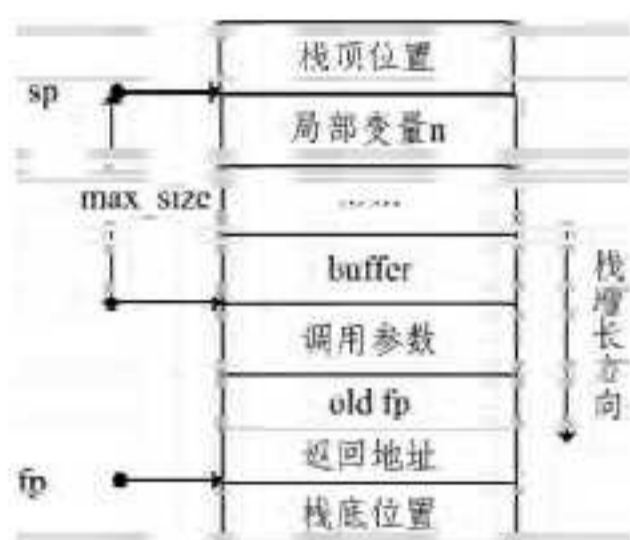 栈顶位置
sp
局部变量n
max_size
... ...
buffer
调用参数
old fp
返回地址
fp
栈底位置
栈增长方向